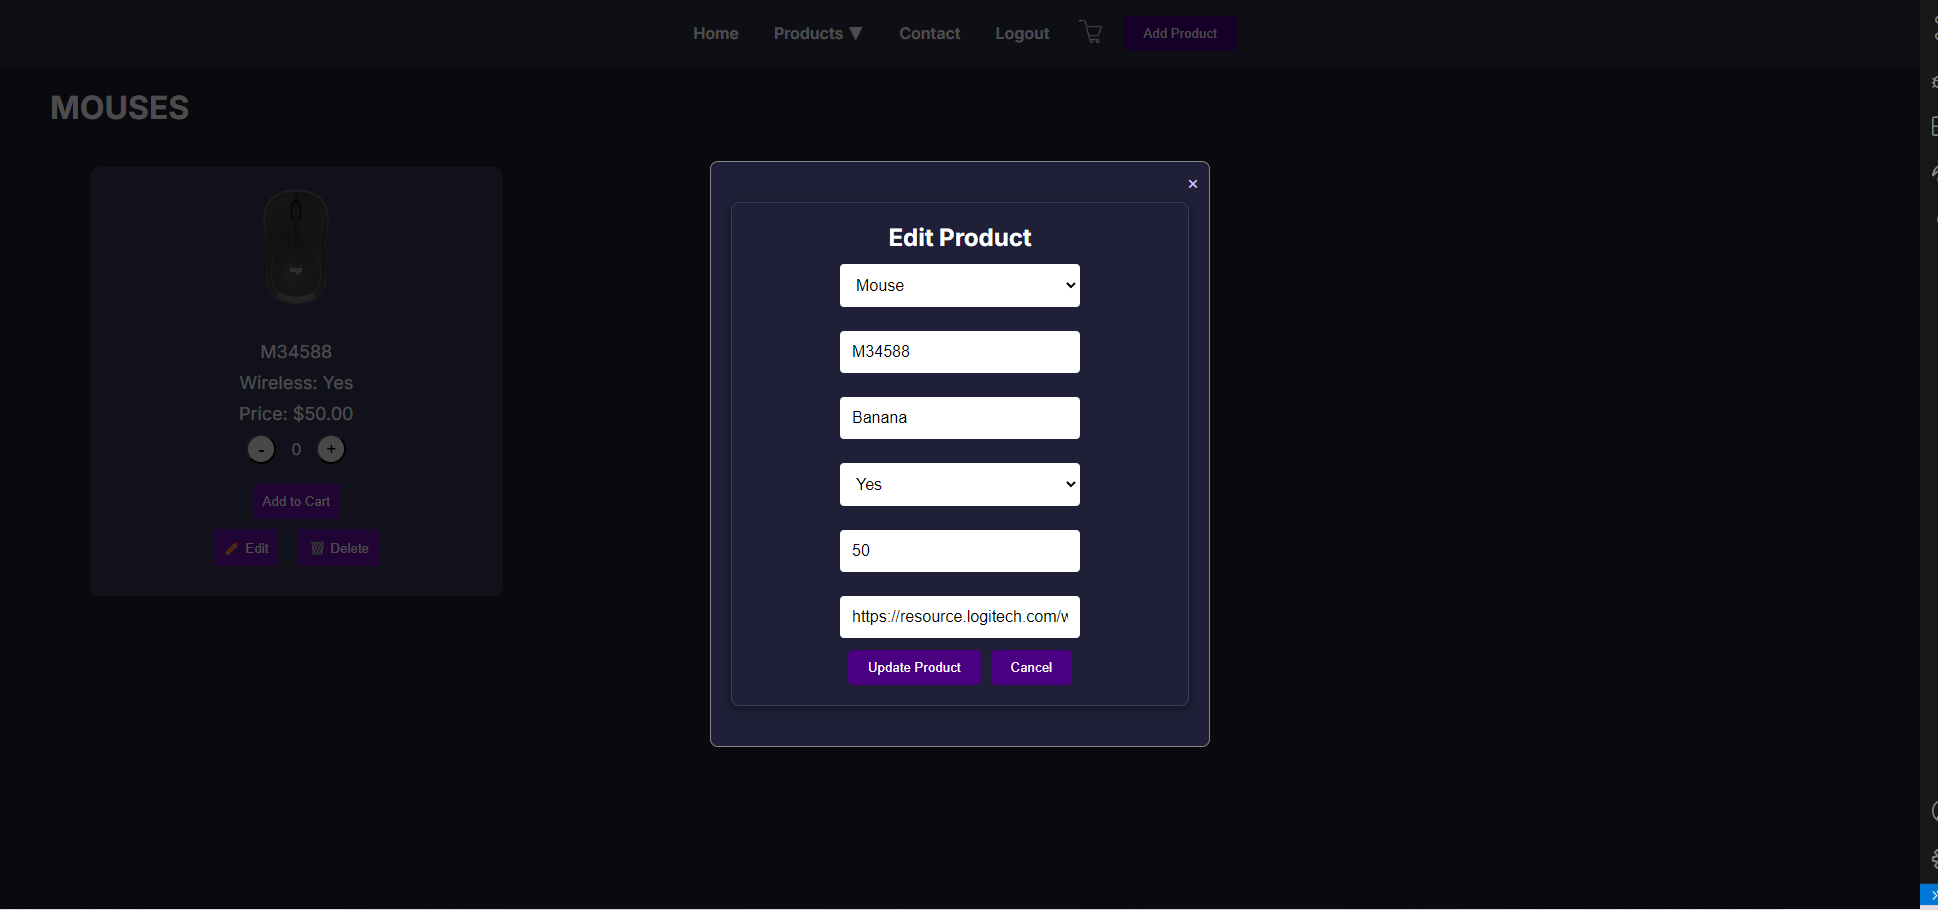 Home Products ▼ Contact Logout Add Product
MOUSES
logi
M34588
Wireless: Yes
Price: $50.00
- 0 +
Add to Cart
Edit Delete
×
Edit Product
Mouse
M34588
Banana
Yes
50
https://resource.logitech.com/w
Update Product Cancel